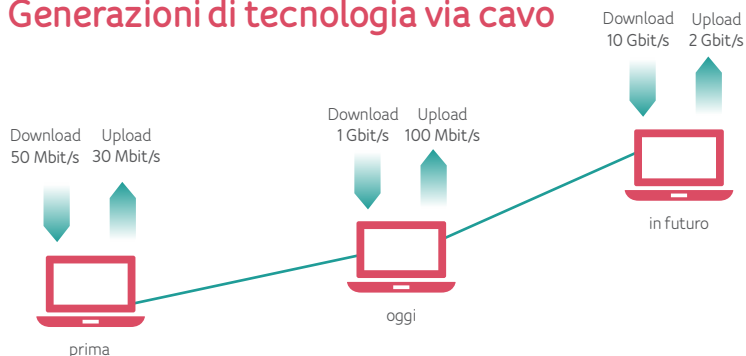 Generazioni di tecnologia via cavo
Download Upload
10 Gbit/s 2 Gbit/s
Download Upload
1 Gbit/s 100 Mbit/s
Download Upload
50 Mbit/s 30 Mbit/s
in futuro
oggi
prima